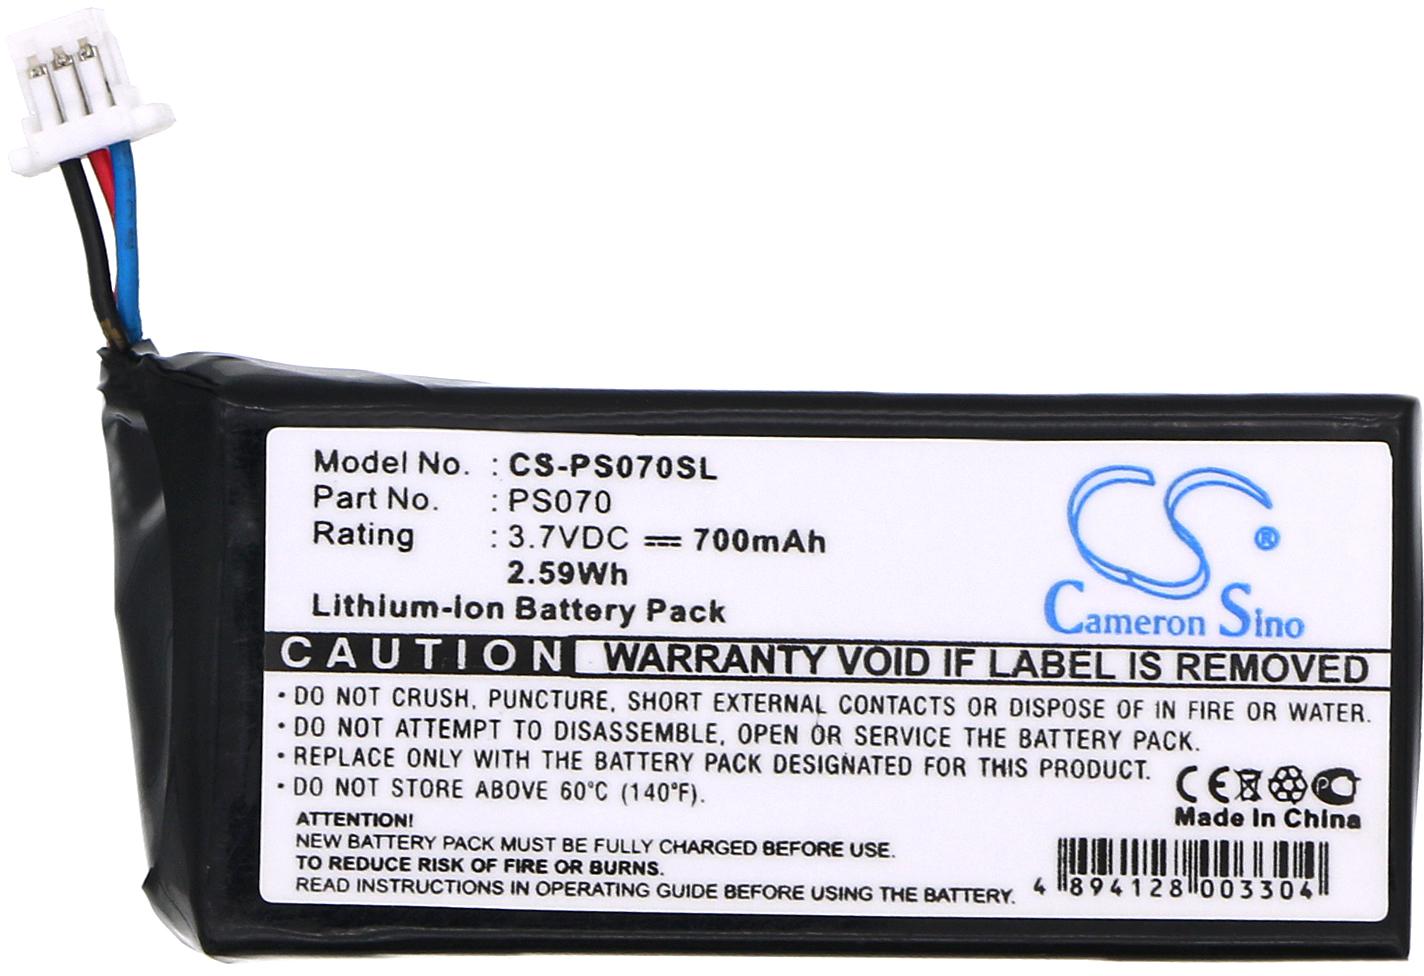 Model No. : CS-PS070SL
Part No. : PS070
Rating : 3.7VDC ⎓ 700mAh
2.59Wh
Lithium-ion Battery Pack
CS®
Cameron Sino
CAUTION WARRANTY VOID IF LABEL IS REMOVED
• DO NOT CRUSH, PUNCTURE, SHORT EXTERNAL CONTACTS OR DISPOSE OF IN FIRE OR WATER.
• DO NOT ATTEMPT TO DISASSEMBLE, OPEN OR SERVICE THE BATTERY PACK.
• REPLACE ONLY WITH THE BATTERY PACK DESIGNATED FOR THIS PRODUCT.
• DO NOT STORE ABOVE 60°C (140°F).
CE PCT
Made In China
ATTENTION!
NEW BATTERY PACK MUST BE FULLY CHARGED BEFORE USE.
TO REDUCE RISK OF FIRE OR BURNS.
READ INSTRUCTIONS IN OPERATING GUIDE BEFORE USING THE BATTERY.
4 894128 003304